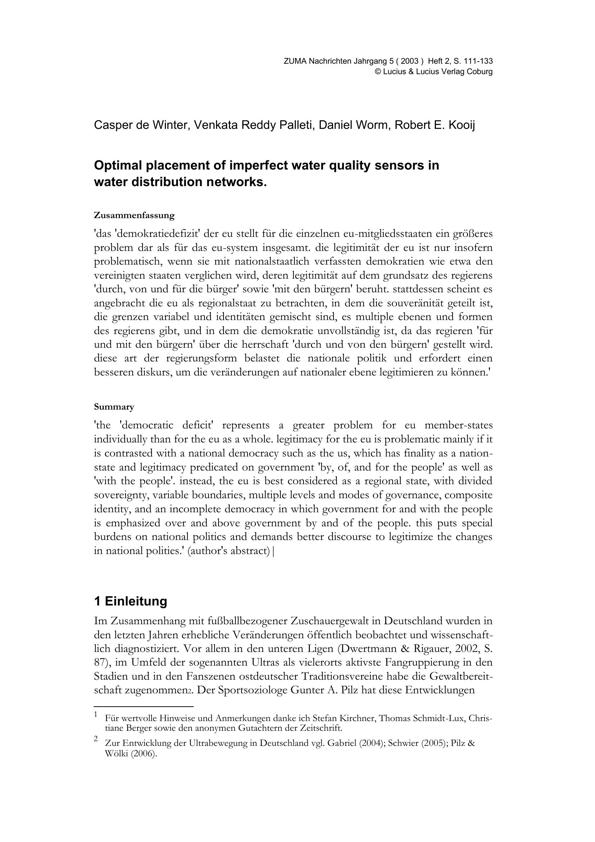 ZUMA Nachrichten Jahrgang 5 ( 2003 ) Heft 2, S. 111-133
© Lucius & Lucius Verlag Coburg
Casper de Winter, Venkata Reddy Palleti, Daniel Worm, Robert E. Kooij
Optimal placement of imperfect water quality sensors in
water distribution networks.
Zusammenfassung
'das 'demokratiedefizit' der eu stellt für die einzelnen eu-mitgliedsstaaten ein größeres
problem dar als für das eu-system insgesamt. die legitimität der eu ist nur insofern
problematisch, wenn sie mit nationalstaatlich verfassten demokratien wie etwa den
vereinigten staaten verglichen wird, deren legitimität auf dem grundsatz des regierens
'durch, von und für die bürger' sowie 'mit den bürgern' beruht. stattdessen scheint es
angebracht die eu als regionalstaat zu betrachten, in dem die souveränität geteilt ist,
die grenzen variabel und identitäten gemischt sind, es multiple ebenen und formen
des regierens gibt, und in dem die demokratie unvollständig ist, da das regieren 'für
und mit den bürgern' über die herrschaft 'durch und von den bürgern' gestellt wird.
diese art der regierungsform belastet die nationale politik und erfordert einen
besseren diskurs, um die veränderungen auf nationaler ebene legitimieren zu können.'
Summary
'the 'democratic deficit' represents a greater problem for eu member-states
individually than for the eu as a whole. legitimacy for the eu is problematic mainly if it
is contrasted with a national democracy such as the us, which has finality as a nation-
state and legitimacy predicated on government 'by, of, and for the people' as well as
'with the people'. instead, the eu is best considered as a regional state, with divided
sovereignty, variable boundaries, multiple levels and modes of governance, composite
identity, and an incomplete democracy in which government for and with the people
is emphasized over and above government by and of the people. this puts special
burdens on national politics and demands better discourse to legitimize the changes
in national polities.' (author's abstract)|
1 Einleitung
Im Zusammenhang mit fußballbezogener Zuschauergewalt in Deutschland wurden in
den letzten Jahren erhebliche Veränderungen öffentlich beobachtet und wissenschaft-
lich diagnostiziert. Vor allem in den unteren Ligen (Dwertmann & Rigauer, 2002, S.
87), im Umfeld der sogenannten Ultras als vielerorts aktivste Fangruppierung in den
Stadien und in den Fanszenen ostdeutscher Traditionsvereine habe die Gewaltbereit-
schaft zugenommen2. Der Sportsoziologe Gunter A. Pilz hat diese Entwicklungen
1 Für wertvolle Hinweise und Anmerkungen danke ich Stefan Kirchner, Thomas Schmidt-Lux, Chris-
tiane Berger sowie den anonymen Gutachtern der Zeitschrift.
2 Zur Entwicklung der Ultrabewegung in Deutschland vgl. Gabriel (2004); Schwier (2005); Pilz &
Wölki (2006).